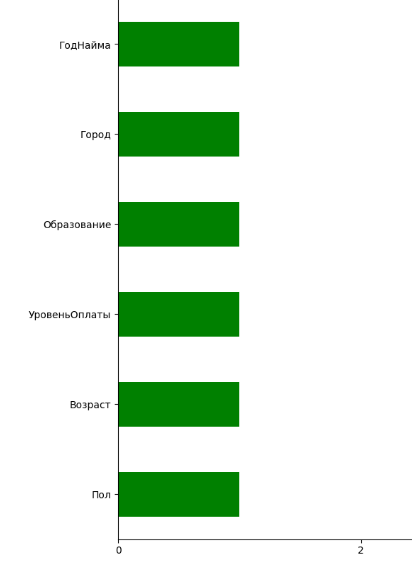 ГодНайма
Город
Образование
УровеньОплаты
Возраст
Пол
0 2